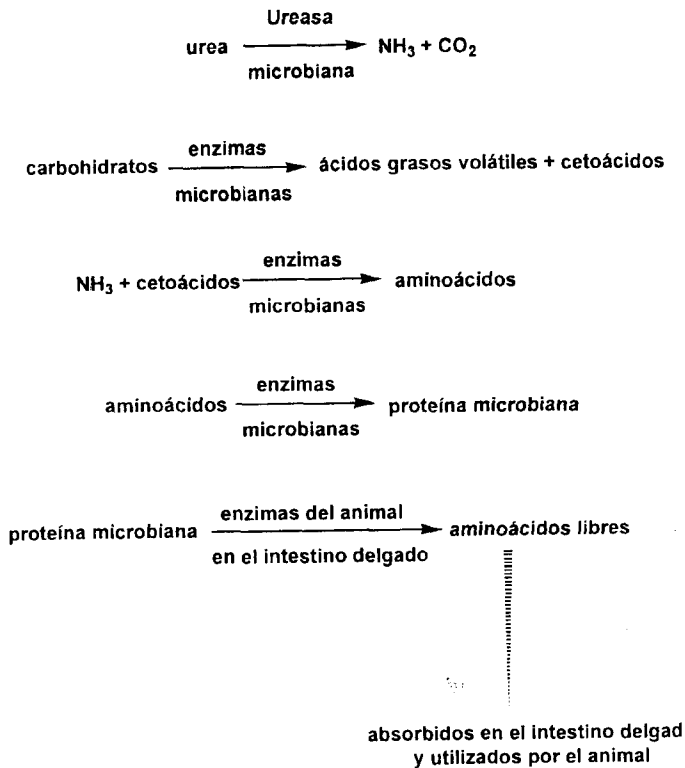 Ureasa
urea NH₃ + CO₂
microbiana
enzimas
carbohidratos ácidos grasos volátiles + cetoácidos
microbianas
enzimas
NH₃ + cetoácidos aminoácidos
microbianas
enzimas
aminoácidos proteína microbiana
microbianas
enzimas del animal
proteína microbiana aminoácidos libres
en el intestino delgado
absorbidos en el intestino delgad
y utilizados por el animal